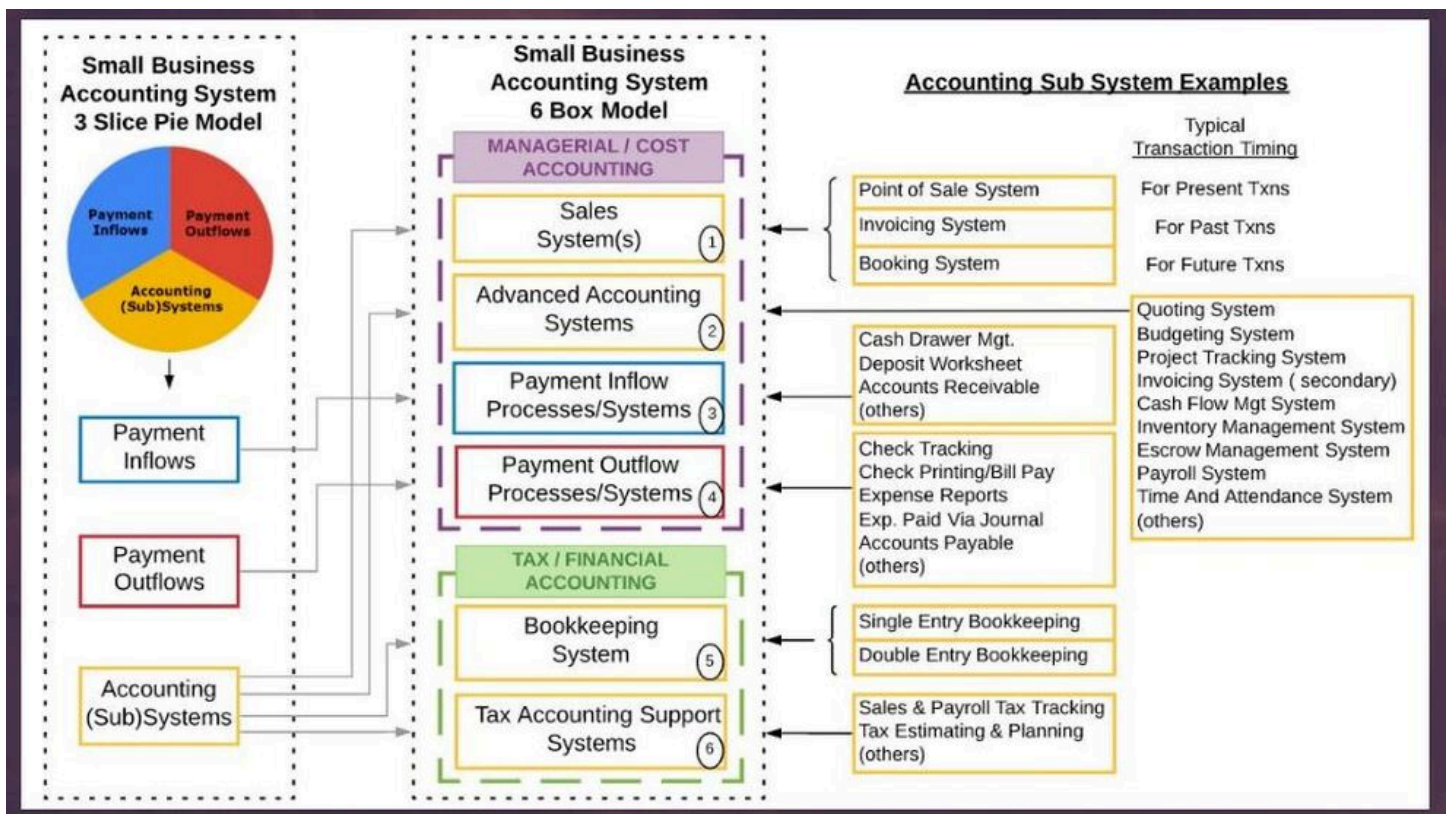 Small Business
Accounting System
3 Slice Pie Model
Payment
Inflows
Payment
Outflows
Accounting
(Sub)Systems
Payment
Inflows
Payment
Outflows
Accounting
(Sub)Systems
Small Business
Accounting System
6 Box Model
MANAGERIAL / COST
ACCOUNTING
Sales
System(s)
1
Advanced Accounting
Systems
2
Payment Inflow
Processes/Systems
3
Payment Outflow
Processes/Systems
4
TAX / FINANCIAL
ACCOUNTING
Bookkeeping
System
5
Tax Accounting Support
Systems
6
Accounting Sub System Examples
Typical
Transaction Timing
Point of Sale System
For Present Txns
Invoicing System
For Past Txns
Booking System
For Future Txns
Quoting System
Budgeting System
Project Tracking System
Invoicing System ( secondary)
Cash Flow Mgt System
Inventory Management System
Escrow Management System
Payroll System
Time And Attendance System
(others)
Cash Drawer Mgt.
Deposit Worksheet
Accounts Receivable
(others)
Check Tracking
Check Printing/Bill Pay
Expense Reports
Exp. Paid Via Journal
Accounts Payable
(others)
Single Entry Bookkeeping
Double Entry Bookkeeping
Sales & Payroll Tax Tracking
Tax Estimating & Planning
(others)